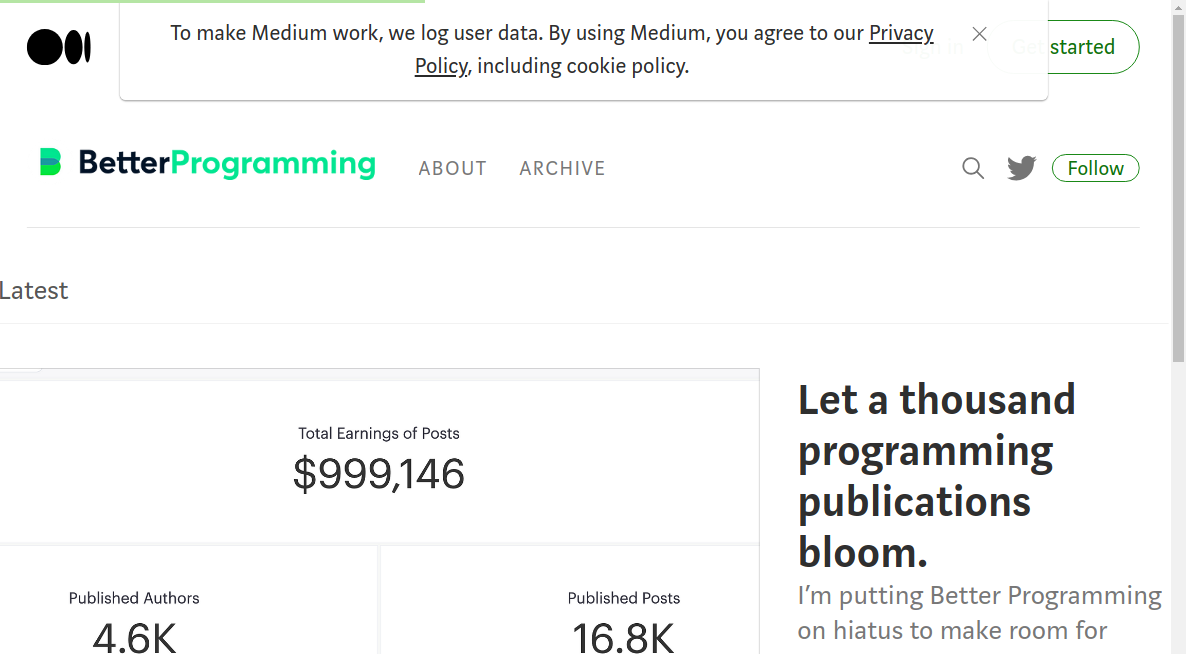 To make Medium work, we log user data. By using Medium, you agree to our Privacy
Policy, including cookie policy.
Sign in
Get started
BetterProgramming
ABOUT
ARCHIVE
Follow
Latest
Total Earnings of Posts
$999,146
Published Authors
4.6K
Published Posts
16.8K
Let a thousand
programming
publications
bloom.
I’m putting Better Programming
on hiatus to make room for